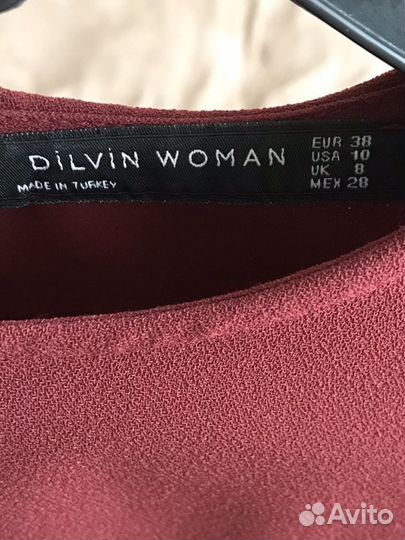 DİLVİN WOMAN
MADE IN TURKEY
EUR 38
USA 10
UK 8
MEX 28
Avito